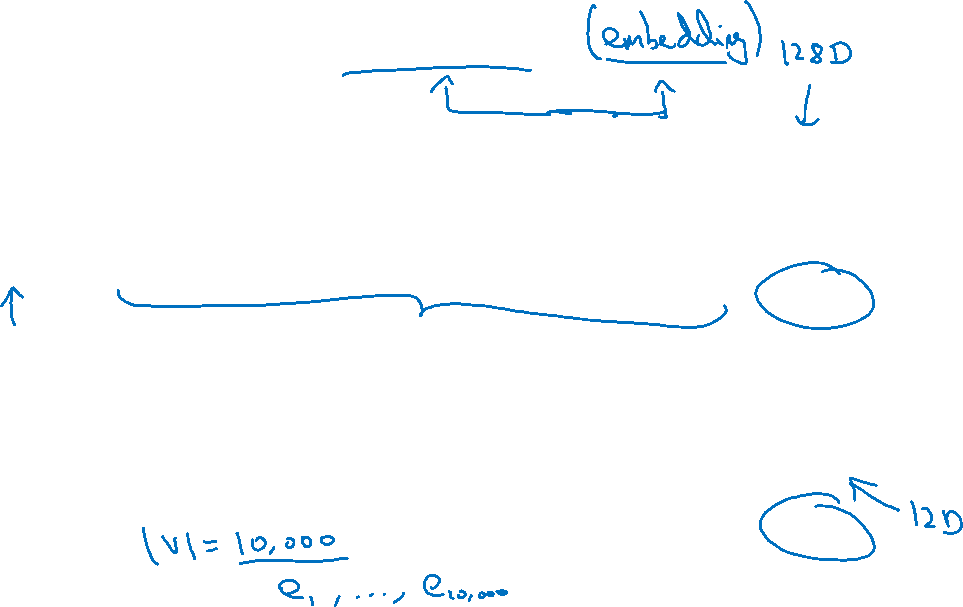 (embedding) 128D
12D
|V| = 10,000
e₁, ..., e₁₀,₀₀₀